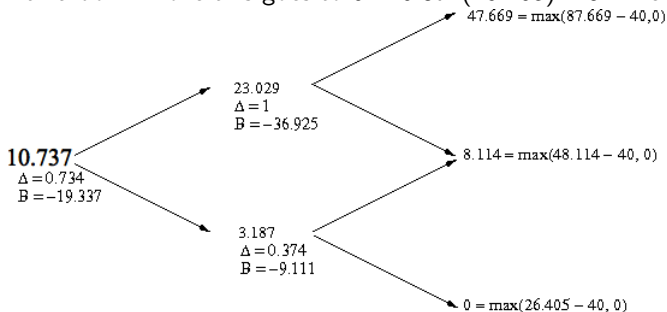 47.669 = max(87.669 − 40,0)
23.029
Δ = 1
B = −36.925
10.737
Δ = 0.734
B = −19.337
8.114 = max(48.114 − 40, 0)
3.187
Δ = 0.374
B = −9.111
0 = max(26.405 − 40, 0)